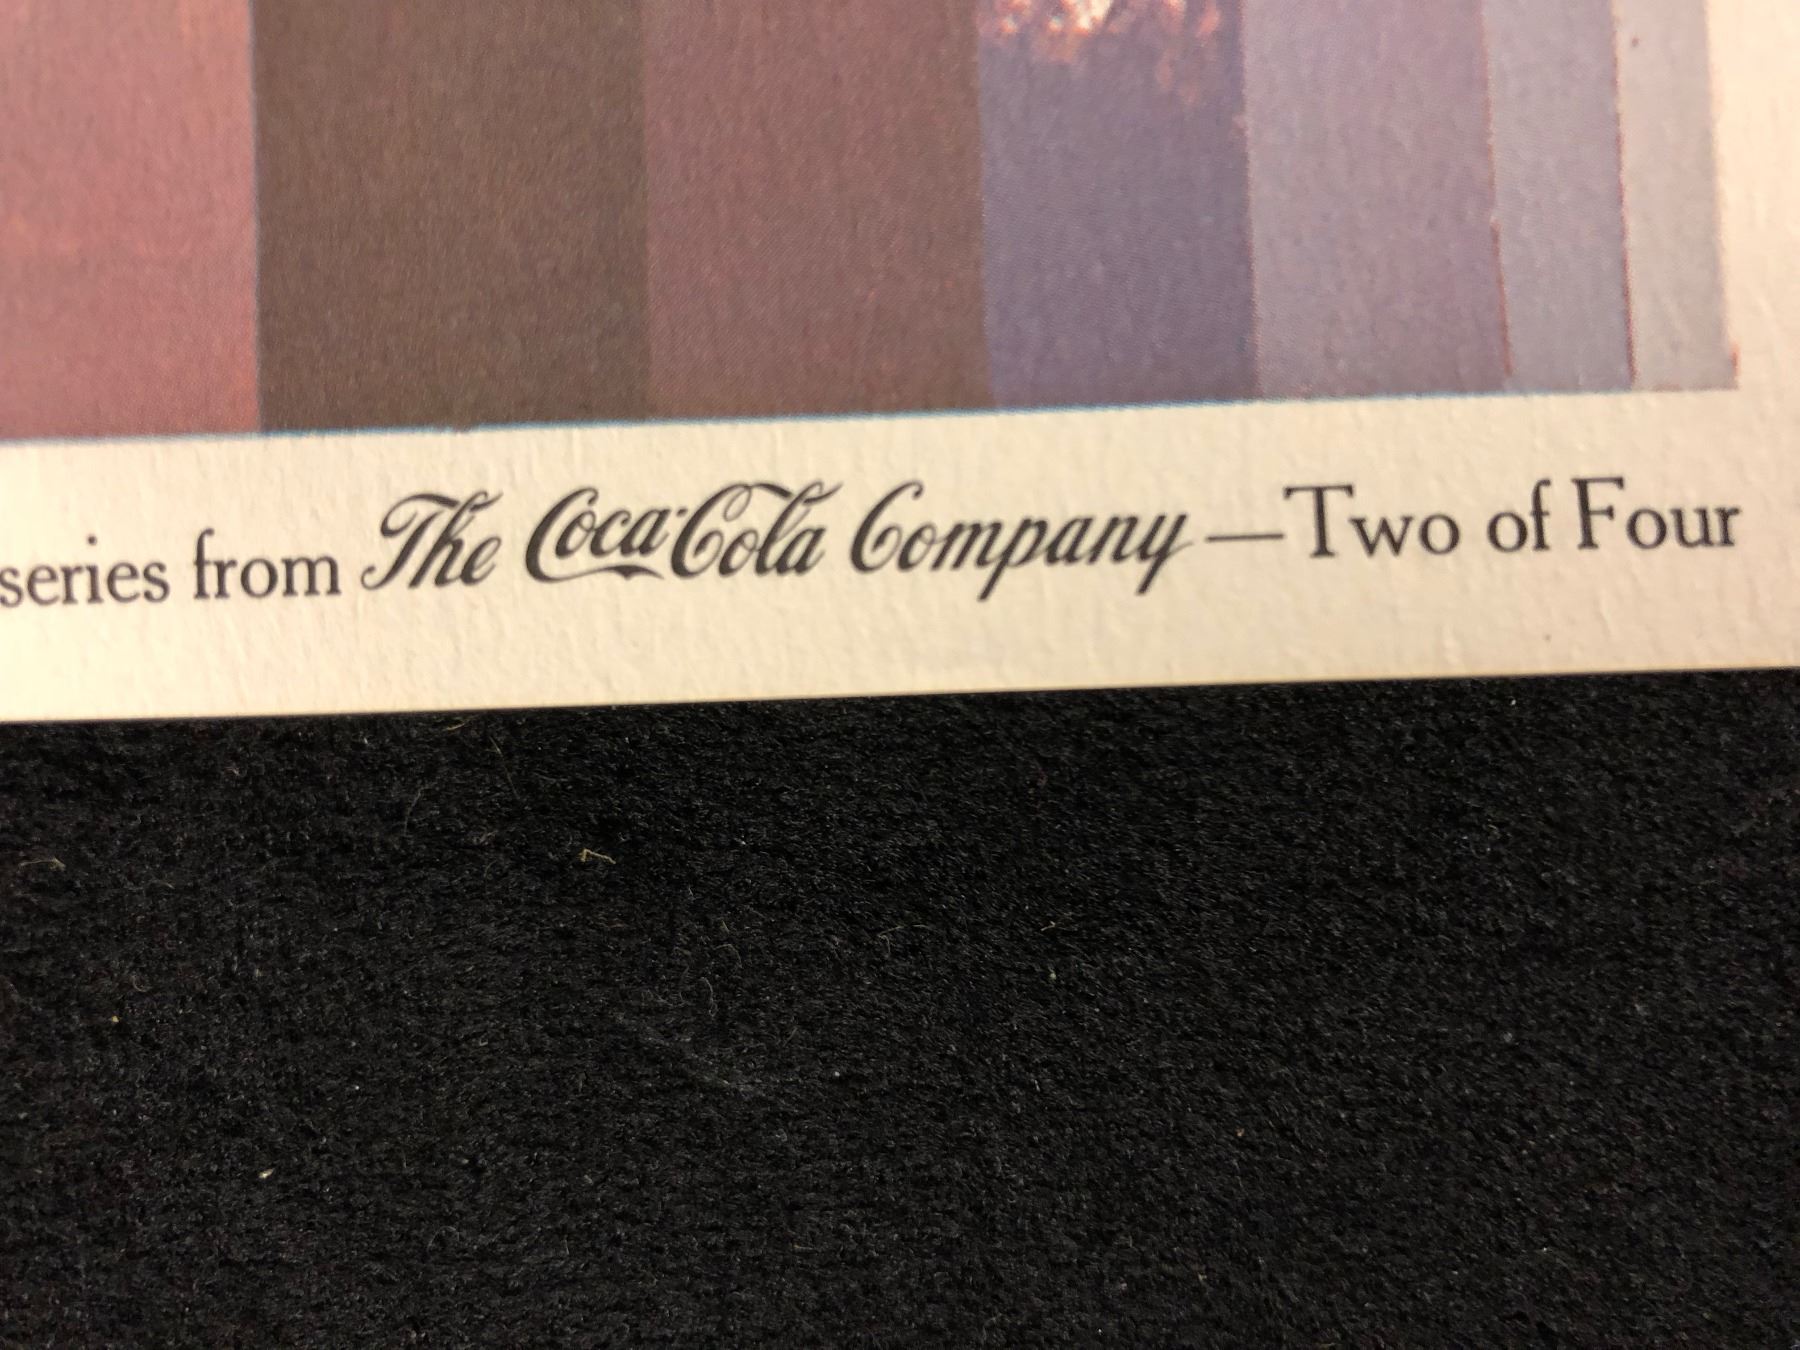 series from The Coca-Cola Company—Two of Four